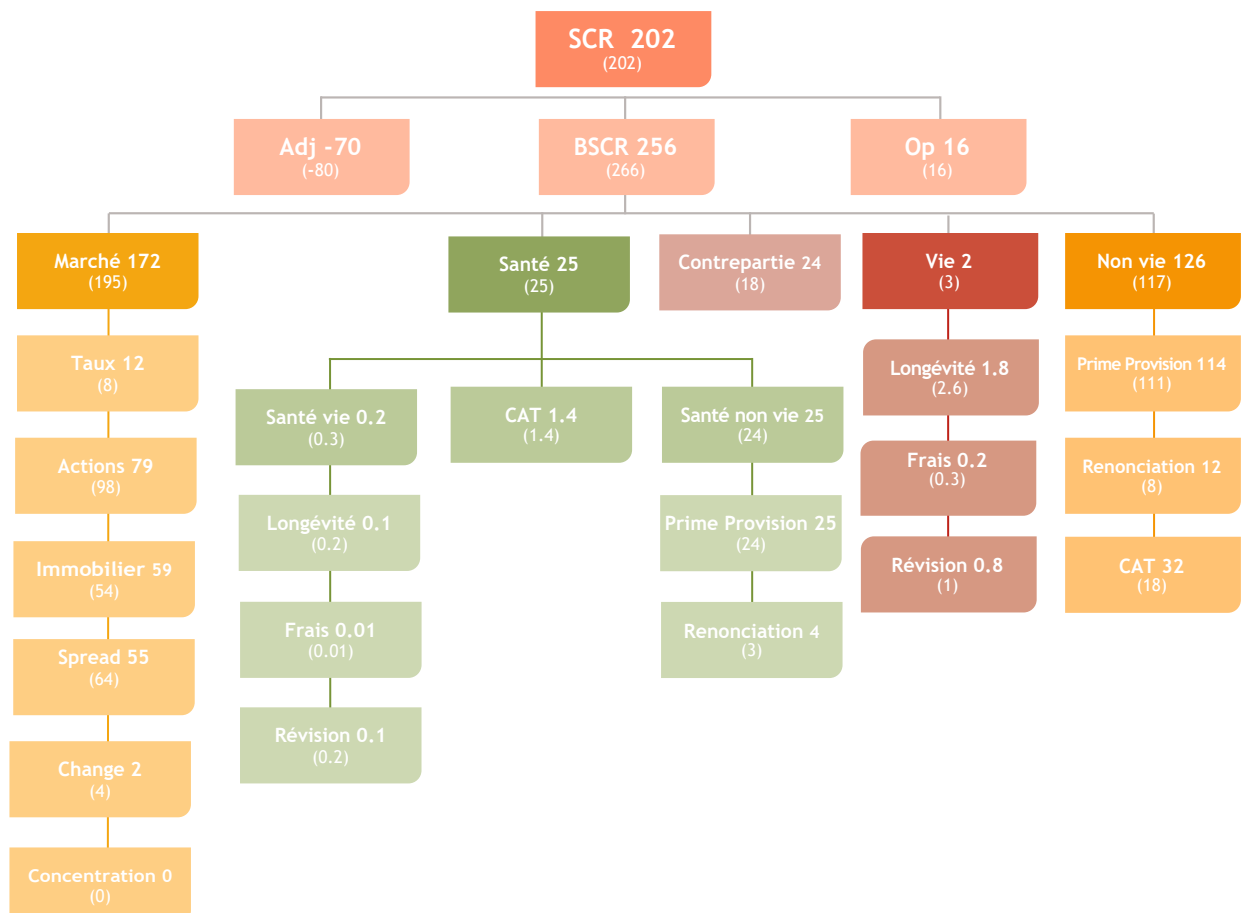 SCR 202
(202)
Adj -70
(-80)
BSCR 256
(266)
Op 16
(16)
Marché 172
(195)
Santé 25
(25)
Contrepartie 24
(18)
Vie 2
(3)
Non vie 126
(117)
Taux 12
(8)
Actions 79
(98)
Immobilier 59
(54)
Spread 55
(64)
Change 2
(4)
Concentration 0
(0)
Santé vie 0.2
(0.3)
Longévité 0.1
(0.2)
Frais 0.01
(0.01)
Révision 0.1
(0.2)
CAT 1.4
(1.4)
Santé non vie 25
(24)
Prime Provision 25
(24)
Renonciation 4
(3)
Longévité 1.8
(2.6)
Frais 0.2
(0.3)
Révision 0.8
(1)
Prime Provision 114
(111)
Renonciation 12
(8)
CAT 32
(18)